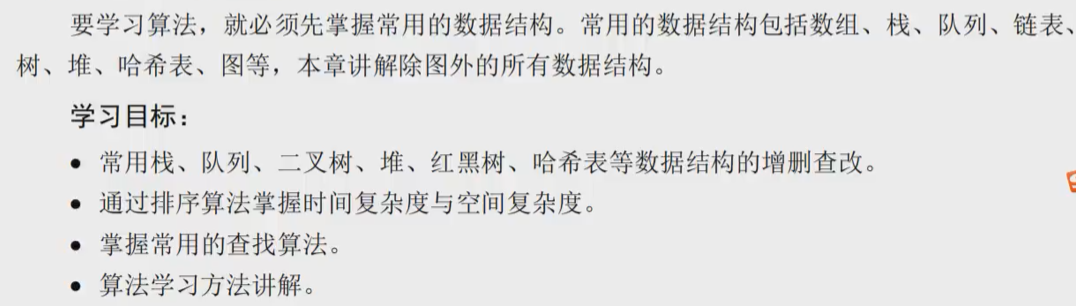 要学习算法，就必须先掌握常用的数据结构。常用的数据结构包括数组、栈、队列、链表、
树、堆、哈希表、图等，本章讲解除图外的所有数据结构。
学习目标：
• 常用栈、队列、二叉树、堆、红黑树、哈希表等数据结构的增删查改。
• 通过排序算法掌握时间复杂度与空间复杂度。
• 掌握常用的查找算法。
• 算法学习方法讲解。